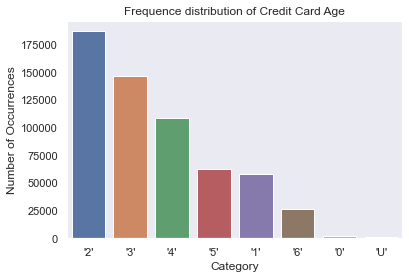 Frequence distribution of Credit Card Age
175000
150000
125000
100000
75000
50000
25000
0
Number of Occurrences
'2' '3' '4' '5' '1' '6' '0' 'U'
Category